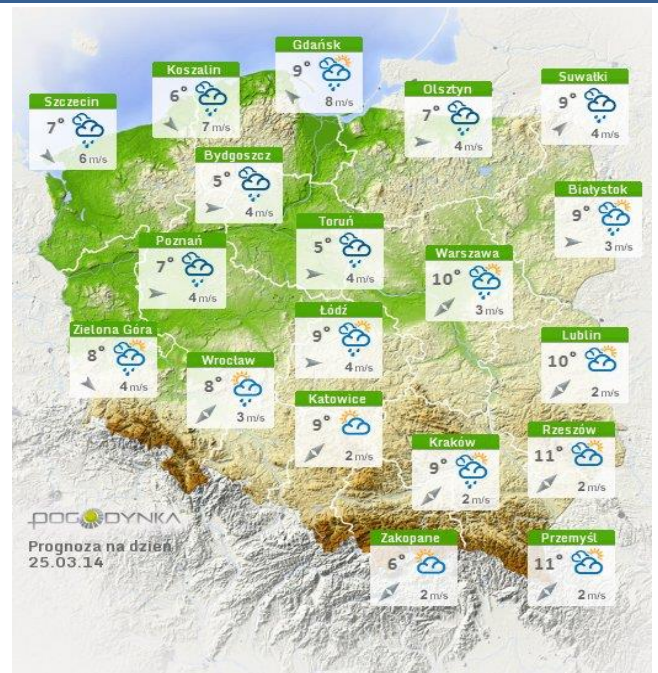 Gdańsk
9°
8 m/s
Koszalin
6°
7 m/s
Suwałki
9°
4 m/s
Olsztyn
7°
4 m/s
Szczecin
7°
6 m/s
Bydgoszcz
5°
4 m/s
Białystok
9°
3 m/s
Toruń
5°
4 m/s
Poznań
7°
4 m/s
Warszawa
10°
3 m/s
Łódź
9°
4 m/s
Zielona Góra
8°
4 m/s
Lublin
10°
2 m/s
Wrocław
8°
3 m/s
Katowice
9°
2 m/s
Rzeszów
11°
2 m/s
Kraków
9°
2 m/s
POGODYNKA
Prognoza na dzień
25.03.14
Zakopane
6°
2 m/s
Przemyśl
11°
2 m/s